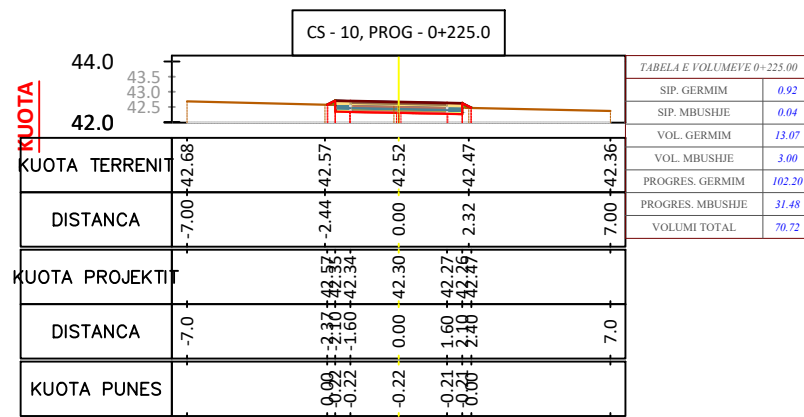 CS - 10, PROG - 0+225.0
44.0
43.5
43.0
42.5
42.0
KUOTA
TABELA E VOLUMEVE 0+225.00
SIP. GERMIM 0.92
SIP. MBUSHJE 0.04
VOL. GERMIM 13.07
VOL. MBUSHJE 3.00
PROGRES. GERMIM 102.20
PROGRES. MBUSHJE 31.48
VOLUMI TOTAL 70.72
KUOTA TERRENIT 42.68 42.57 42.52 42.47 42.36
DISTANCA -7.00 -2.44 0.00 2.32 7.00
KUOTA PROJEKTIT 42.57 42.35 42.34 42.30 42.27 42.26 42.47
DISTANCA -7.0 -2.37 -2.10 -1.60 0.00 1.60 2.10 2.40 7.0
KUOTA PUNES 0.00 -0.22 -0.22 -0.22 -0.21 -0.21 0.00